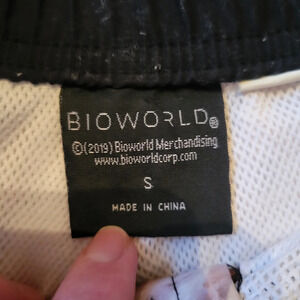 BIOWORLD®
©(2019) Bioworld Merchandising
www.bioworldcorp.com
S
MADE IN CHINA